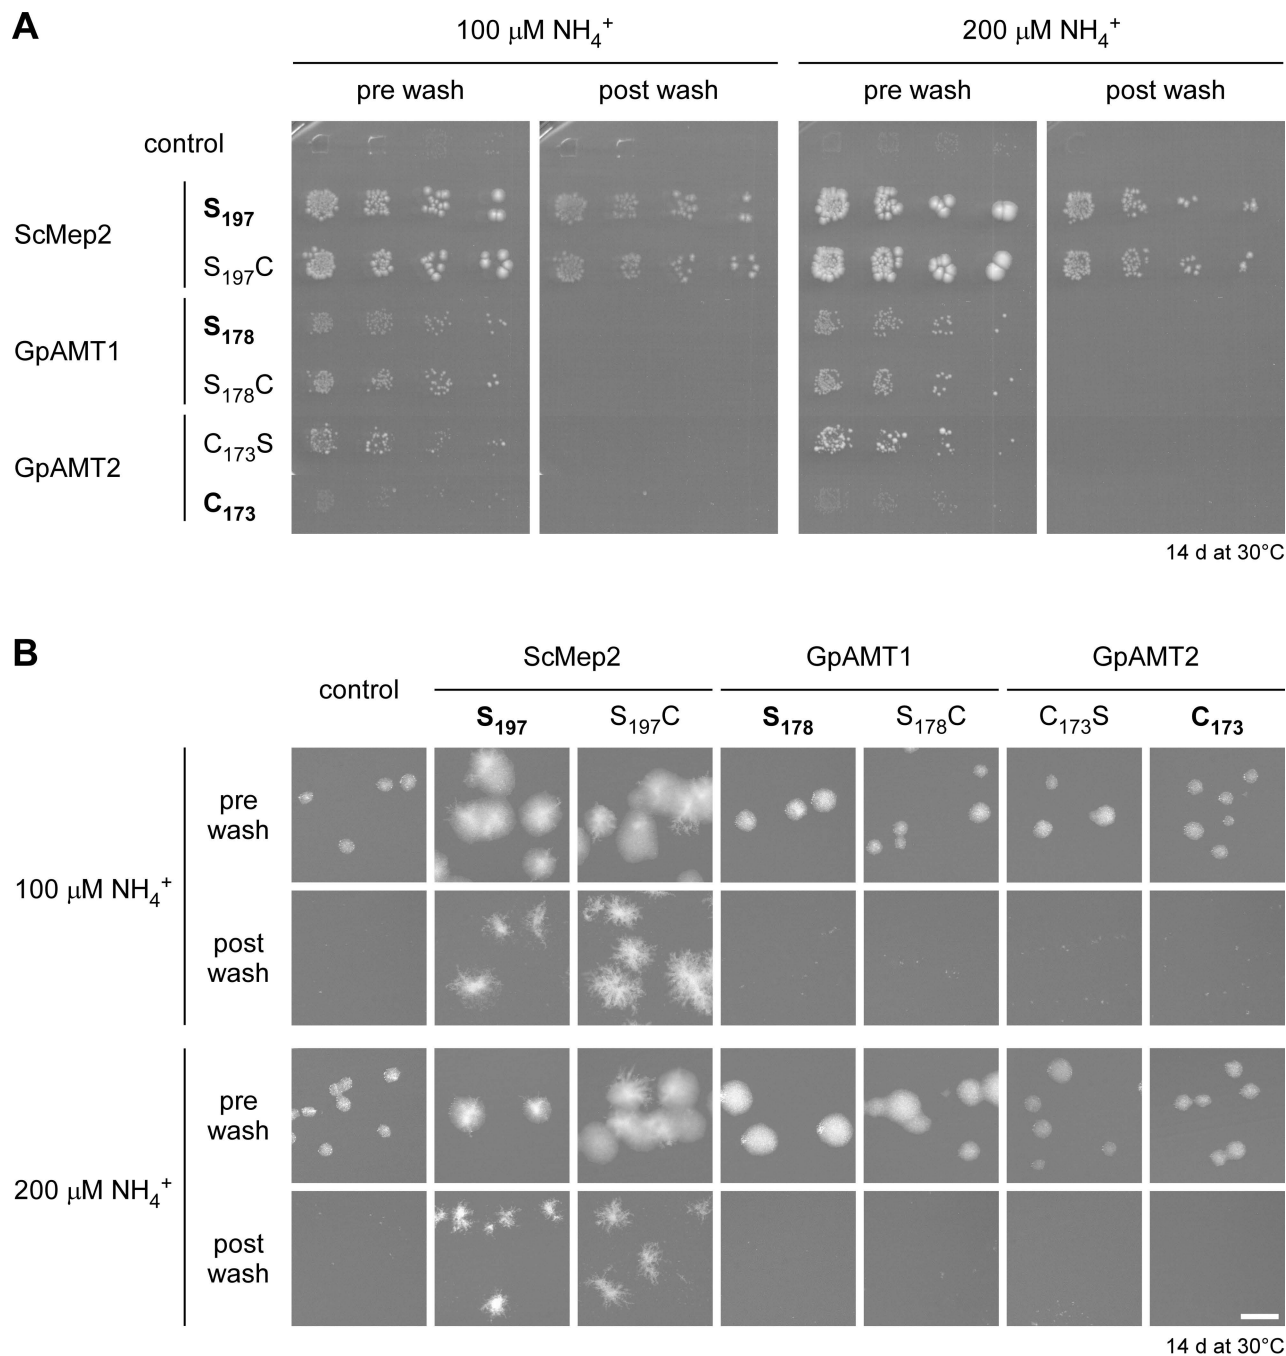 A
100 μM NH4+
200 μM NH4+
pre wash
post wash
pre wash
post wash
control
ScMep2
S197
S197C
GpAMT1
S178
S178C
GpAMT2
C173S
C173
14 d at 30°C
B
control
ScMep2
GpAMT1
GpAMT2
S197
S197C
S178
S178C
C173S
C173
100 μM NH4+
pre
wash
post
wash
200 μM NH4+
pre
wash
post
wash
14 d at 30°C